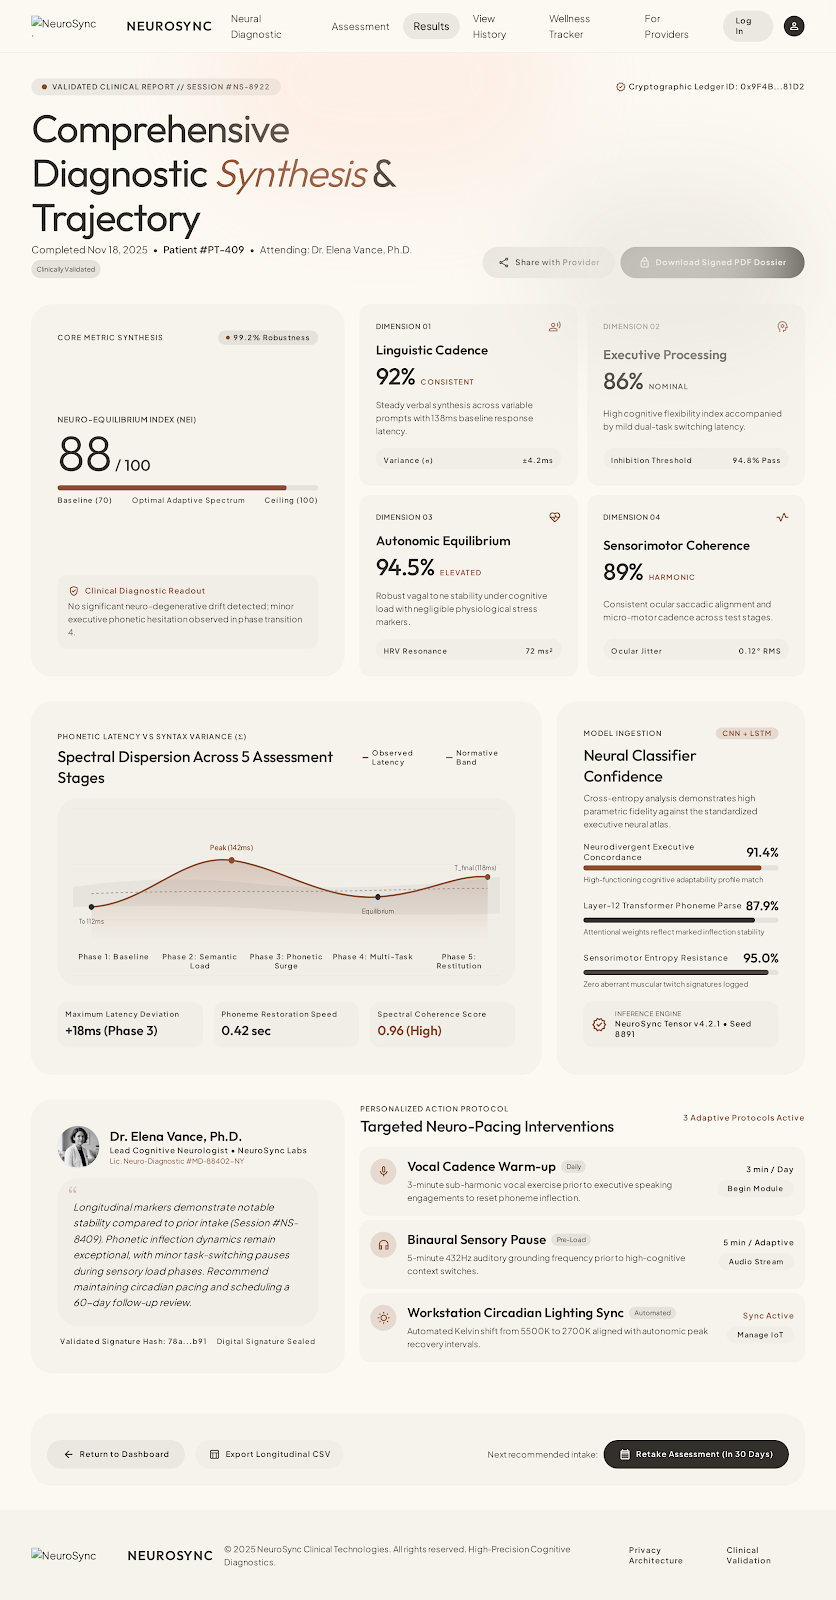 NeuroSync
NEUROSYNC
Neural Diagnostic
Assessment
Results
View History
Wellness Tracker
For Providers
Log In
VALIDATED CLINICAL REPORT // SESSION #NS-8922
Cryptographic Ledger ID: 0x9F4B...81D2
Comprehensive
Diagnostic Synthesis &
Trajectory
Completed Nov 18, 2025 • Patient #PT-409 • Attending: Dr. Elena Vance, Ph.D.
Clinically Validated
Share with Provider
Download Signed PDF Dossier
CORE METRIC SYNTHESIS
99.2% Robustness
NEURO-EQUILIBRIUM INDEX (NEI)
88 / 100
Baseline (70) Optimal Adaptive Spectrum Ceiling (100)
Clinical Diagnostic Readout
No significant neuro-degenerative drift detected; minor
executive phonetic hesitation observed in phase transition
4.
DIMENSION 01
Linguistic Cadence
92% CONSISTENT
Steady verbal synthesis across variable
prompts with 138ms baseline response
latency.
Variance (σ) ±4.2ms
DIMENSION 02
Executive Processing
86% NOMINAL
High cognitive flexibility index accompanied
by mild dual-task switching latency.
Inhibition Threshold 94.8% Pass
DIMENSION 03
Autonomic Equilibrium
94.5% ELEVATED
Robust vagal tone stability under cognitive
load with negligible physiological stress
markers.
HRV Resonance 72 ms²
DIMENSION 04
Sensorimotor Coherence
89% HARMONIC
Consistent ocular saccadic alignment and
micro-motor cadence across test stages.
Ocular Jitter 0.12° RMS
PHONETIC LATENCY VS SYNTAX VARIANCE (Σ)
Spectral Dispersion Across 5 Assessment
Stages
Observed Latency
Normative Band
Peak (142ms)
T_final (118ms)
To 112ms
Equilibrium
Phase 1: Baseline
Phase 2: Semantic Load
Phase 3: Phonetic Surge
Phase 4: Multi-Task
Phase 5: Restitution
Maximum Latency Deviation
+18ms (Phase 3)
Phoneme Restoration Speed
0.42 sec
Spectral Coherence Score
0.96 (High)
MODEL INGESTION
CNN + LSTM
Neural Classifier
Confidence
Cross-entropy analysis demonstrates high
parametric fidelity against the standardized
executive neural atlas.
Neurodivergent Executive
Concordance
91.4%
High-functioning cognitive adaptability profile match
Layer-12 Transformer Phoneme Parse 87.9%
Attentional weights reflect marked inflection stability
Sensorimotor Entropy Resistance 95.0%
Zero aberrant muscular twitch signatures logged
INFERENCE ENGINE
NeuroSync Tensor v4.2.1 • Seed
8891
Dr. Elena Vance, Ph.D.
Lead Cognitive Neurologist • NeuroSync Labs
Lic. Neuro-Diagnostic #MD-88402-NY
“
Longitudinal markers demonstrate notable
stability compared to prior intake (Session #NS-
8409). Phonetic inflection dynamics remain
exceptional, with minor task-switching pauses
during sensory load phases. Recommend
maintaining circadian pacing and scheduling a
60-day follow-up review.
Validated Signature Hash: 78a...b91 Digital Signature Sealed
PERSONALIZED ACTION PROTOCOL
Targeted Neuro-Pacing Interventions
3 Adaptive Protocols Active
Vocal Cadence Warm-up Daily
3-minute sub-harmonic vocal exercise prior to executive speaking
engagements to reset phoneme inflection.
3 min / Day
Begin Module
Binaural Sensory Pause Pre-Load
5-minute 432Hz auditory grounding frequency prior to high-cognitive
context switches.
5 min / Adaptive
Audio Stream
Workstation Circadian Lighting Sync Automated
Automated Kelvin shift from 5500K to 2700K aligned with autonomic peak
recovery intervals.
Sync Active
Manage IoT
Return to Dashboard
Export Longitudinal CSV
Next recommended intake:
Retake Assessment (In 30 Days)
NeuroSync
NEUROSYNC
© 2025 NeuroSync Clinical Technologies. All rights reserved. High-Precision Cognitive
Diagnostics.
Privacy Architecture
Clinical Validation